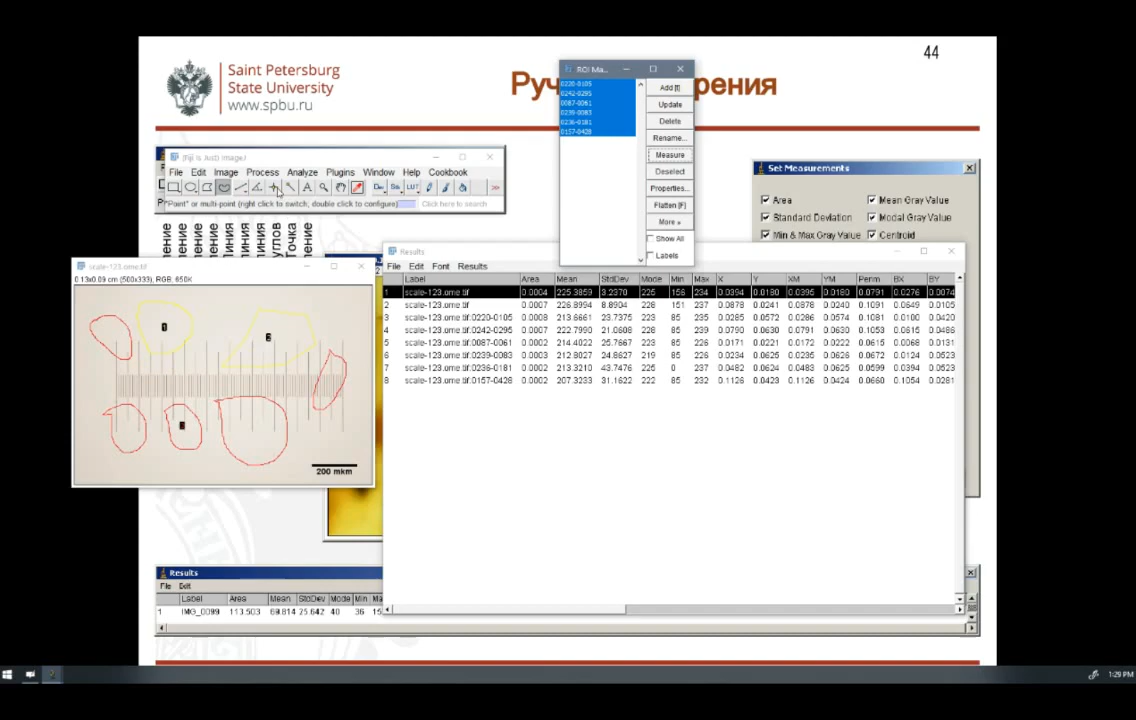 44
Saint Petersburg
State University
www.spbu.ru
ROI Ma...
0220-0105
0242-0295
0087-0061
0239-0083
0236-0181
0157-0428
Add [t]
Update
Delete
Rename...
Measure
Deselect
Properties...
Flatten [F]
More »
Show All
Labels
(Fiji Is Just) ImageJ
File Edit Image Process Analyze Plugins Window Help Cookbook
Dev Stk LUT
"Point" or multi-point (right click to switch, double click to configure)
Click here to search
Set Measurements
Area
Mean Gray Value
Standard Deviation
Modal Gray Value
Min & Max Gray Value
Centroid
Линия
Линия
Линия
углов
Точка
scale-123.ome.tif
0.13x0.09 cm (500x333); RGB; 650K
1
2
200 mkm
Results
File Edit Font Results
Label Area Mean StdDev Mode Min Max X Y XM YM Perim. BX BY
1 scale-123.ome.tif 0.0004 225.3859 3.2370 225 156 234 0.0394 0.0180 0.0395 0.0180 0.0791 0.0276 0.0074
2 scale-123.ome.tif 0.0007 226.8994 8.8904 228 151 237 0.0878 0.0241 0.0878 0.0240 0.1091 0.0649 0.0105
3 scale-123.ome.tif:0220-0105 0.0008 213.6661 23.7375 223 85 235 0.0285 0.0572 0.0286 0.0574 0.1081 0.0100 0.0420
4 scale-123.ome.tif:0242-0295 0.0007 222.7990 21.0608 228 85 239 0.0790 0.0630 0.0791 0.0630 0.1053 0.0615 0.0486
5 scale-123.ome.tif:0087-0061 0.0002 214.4022 25.7667 223 85 226 0.0171 0.0221 0.0172 0.0222 0.0615 0.0068 0.0131
6 scale-123.ome.tif:0239-0083 0.0003 212.8027 24.8627 219 85 226 0.0234 0.0625 0.0235 0.0626 0.0672 0.0124 0.0523
7 scale-123.ome.tif:0236-0181 0.0002 213.3210 43.7476 225 0 237 0.0482 0.0624 0.0483 0.0625 0.0599 0.0394 0.0523
8 scale-123.ome.tif:0157-0428 0.0002 207.3233 31.1622 222 85 232 0.1126 0.0423 0.1126 0.0424 0.0660 0.1054 0.0281
Results
File Edit
Label Area Mean StdDev Mode Min
1 IMG_0099 113.503 69.814 25.642 40 36
1:29 PM